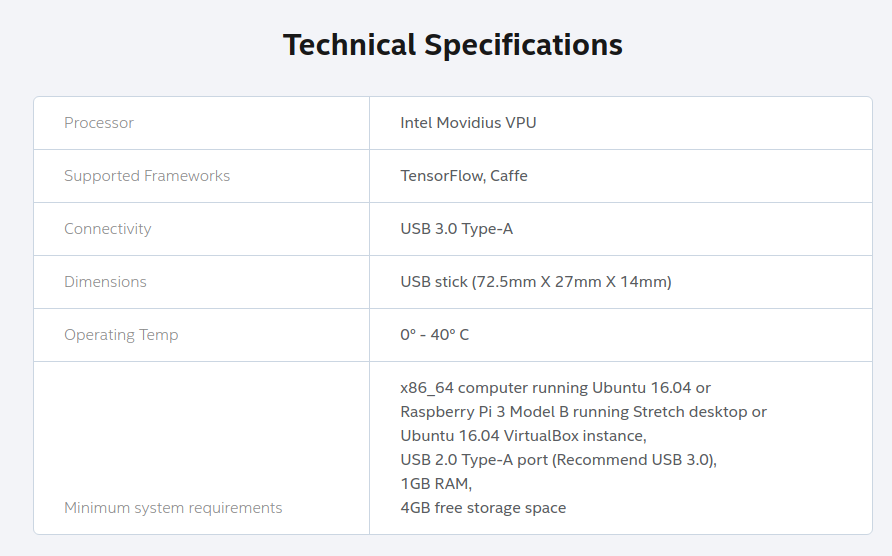 Technical Specifications
Processor
Intel Movidius VPU
Supported Frameworks
TensorFlow, Caffe
Connectivity
USB 3.0 Type-A
Dimensions
USB stick (72.5mm X 27mm X 14mm)
Operating Temp
0° - 40° C
Minimum system requirements
x86_64 computer running Ubuntu 16.04 or
Raspberry Pi 3 Model B running Stretch desktop or
Ubuntu 16.04 VirtualBox instance,
USB 2.0 Type-A port (Recommend USB 3.0),
1GB RAM,
4GB free storage space